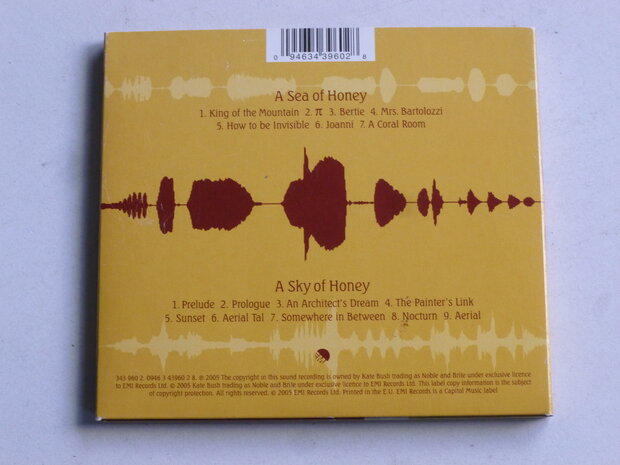 0 94634 39602 8
A Sea of Honey
1. King of the Mountain 2. π 3. Bertie 4. Mrs. Bartolozzi
5. How to be Invisible 6. Joanni 7. A Coral Room
A Sky of Honey
1. Prelude 2. Prologue 3. An Architect's Dream 4. The Painter's Link
5. Sunset 6. Aerial Tal 7. Somewhere in Between 8. Nocturn 9. Aerial
343 960 2. 0946 3 43960 2 8. ℗ 2005 The copyright in this sound recording is owned by Kate Bush trading as Noble and Brite under exclusive licence
to EMI Records Ltd. © 2005 Kate Bush trading as Noble and Brite under exclusive licence to EMI Records Ltd. This label copy information is the subject
of copyright protection. All rights reserved. © 2005 EMI Records Ltd. Printed in the E.U. EMI Records is a Capitol Music label